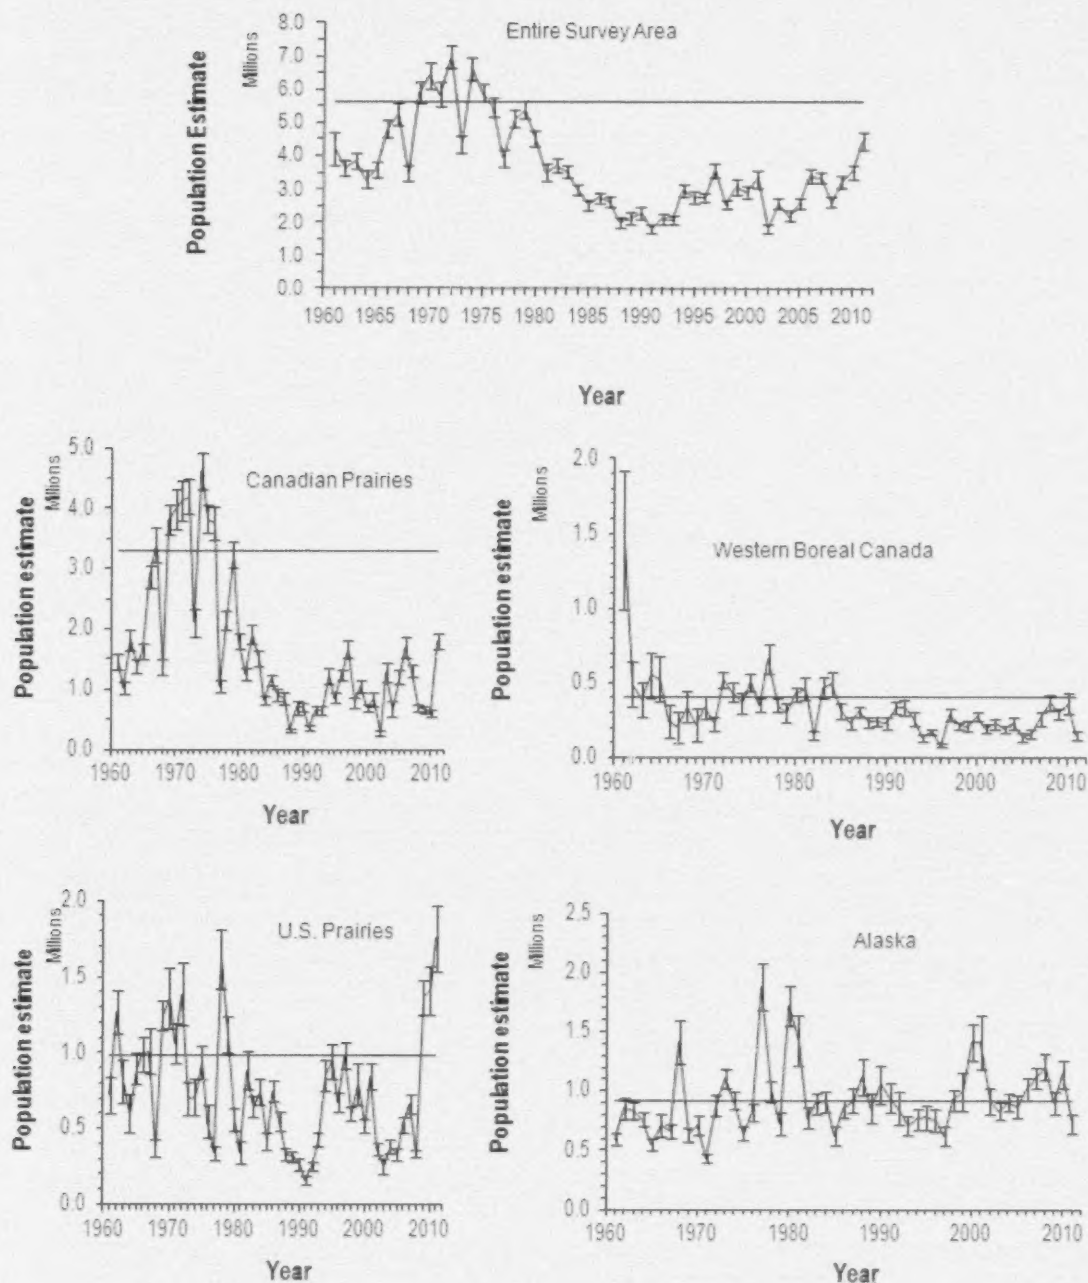 Entire Survey Area
Population Estimate
Millions
8.0
7.0
6.0
5.0
4.0
3.0
2.0
1.0
0.0
1960 1965 1970 1975 1980 1985 1990 1995 2000 2005 2010
Year
Canadian Prairies
Population estimate
Millions
5.0
4.0
3.0
2.0
1.0
0.0
1960 1970 1980 1990 2000 2010
Year
Western Boreal Canada
Population estimate
Millions
2.0
1.5
1.0
0.5
0.0
1960 1970 1980 1990 2000 2010
Year
U.S. Prairies
Population estimate
Millions
2.0
1.5
1.0
0.5
0.0
1960 1970 1980 1990 2000 2010
Year
Alaska
Population estimate
Millions
2.5
2.0
1.5
1.0
0.5
0.0
1960 1970 1980 1990 2000 2010
Year